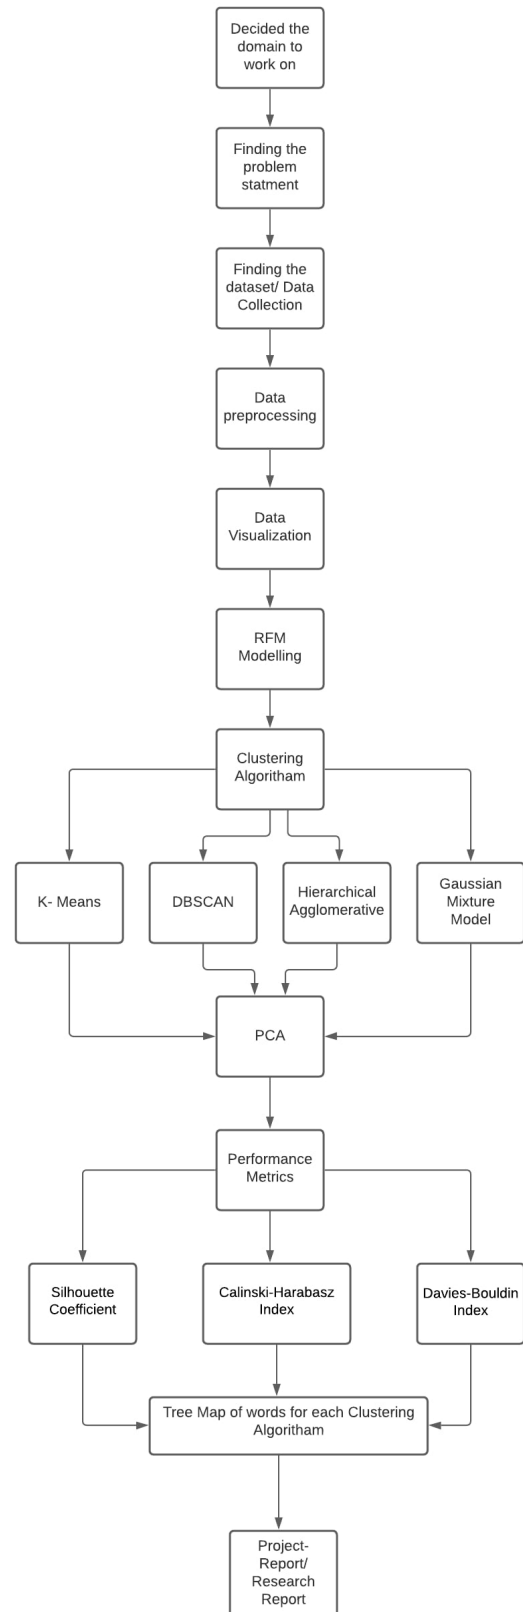 Decided the
domain to
work on
Finding the
problem
statment
Finding the
dataset/ Data
Collection
Data
preprocessing
Data
Visualization
RFM
Modelling
Clustering
Algoritham
K- Means
DBSCAN
Hierarchical
Agglomerative
Gaussian
Mixture
Model
PCA
Performance
Metrics
Silhouette
Coefficient
Calinski-Harabasz
Index
Davies-Bouldin
Index
Tree Map of words for each Clustering
Algoritham
Project-
Report/
Research
Report